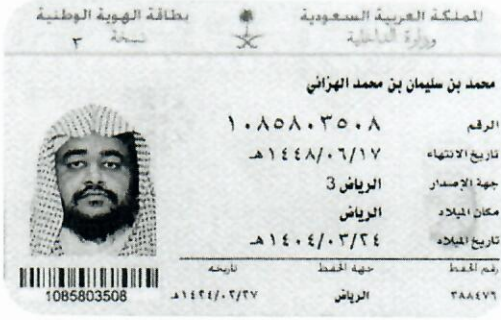 المملكة العربية السعودية
وزارة الداخلية
بطاقة الهوية الوطنية
نسخة ٣
محمد بن سليمان بن محمد الهزاني
الرقم ١٠٨٥٨٠٣٥٠٨
تاريخ الانتهاء ١٤٤٨/٠٦/١٧هـ
جهة الإصدار الرياض 3
مكان الميلاد الرياض
تاريخ الميلاد ١٤٠٤/٠٣/٢٤هـ
رقم الحفظ جهة الحفظ تاريخه
٣٨٨٤٧٦ الرياض ١٤٢٤/٠٢/٢٧هـ
1085803508